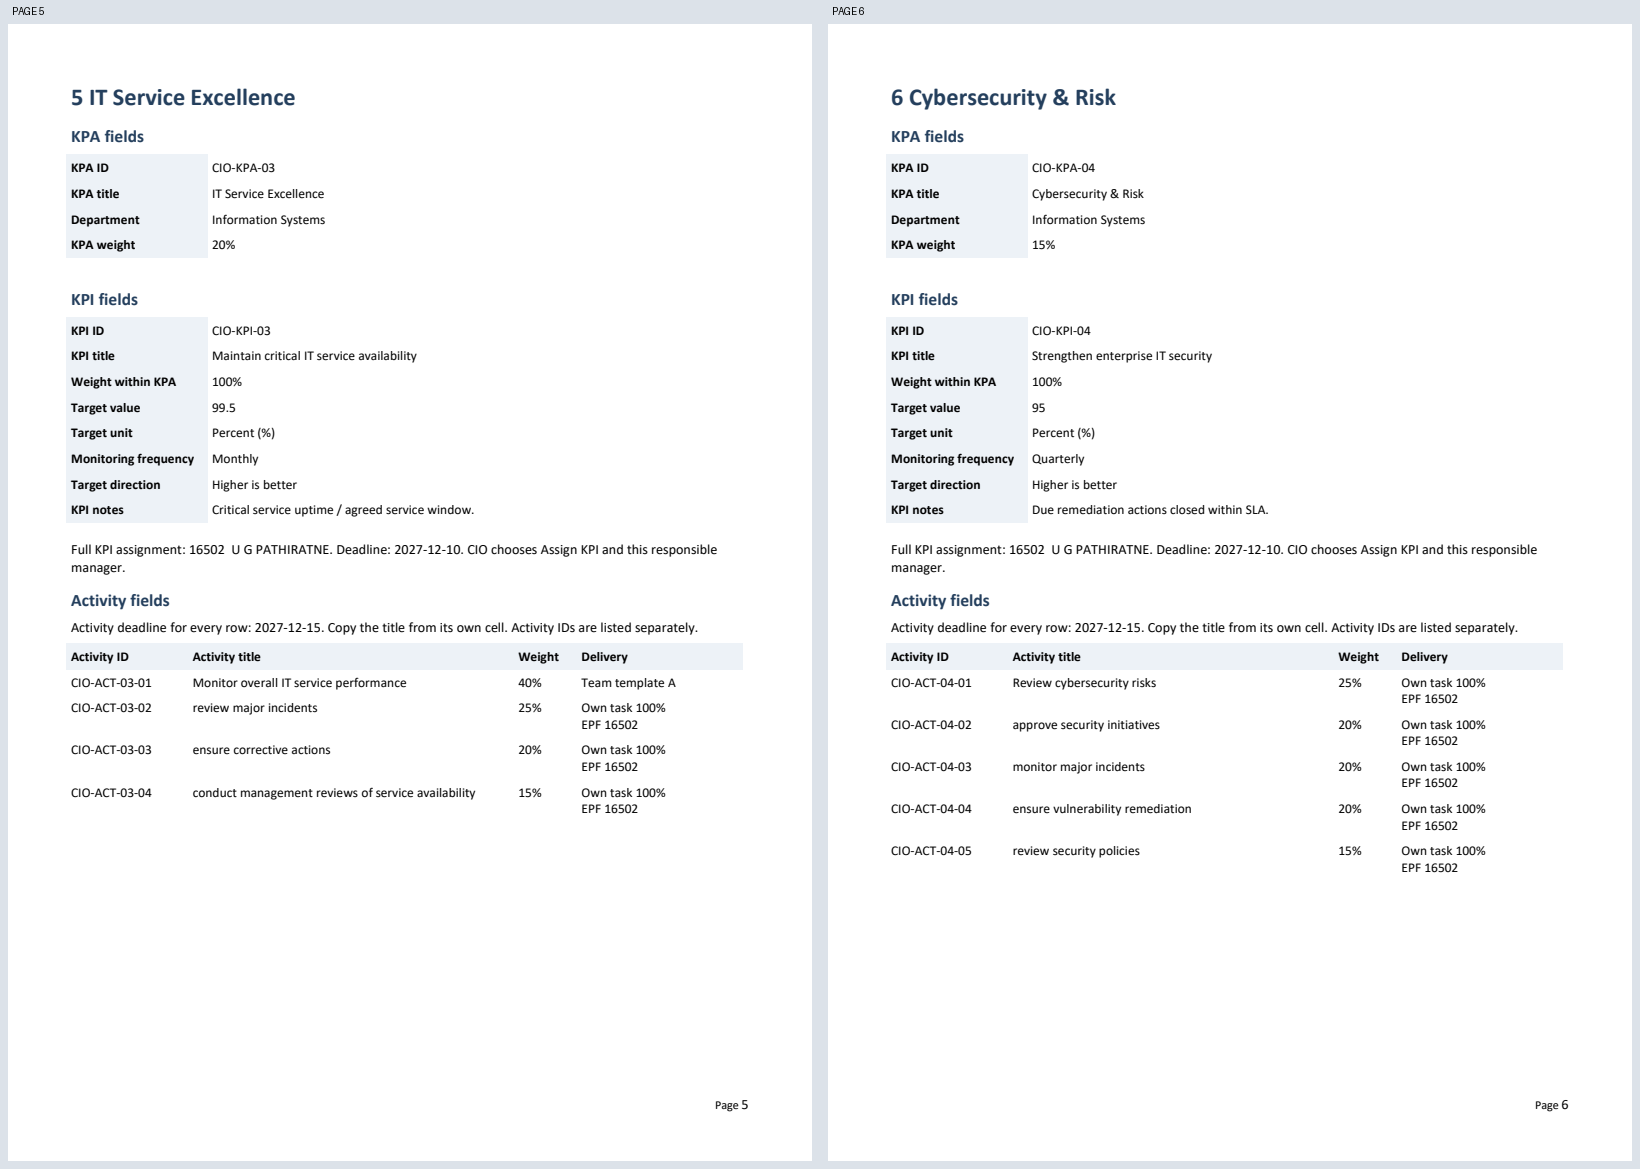 PAGE 5
5 IT Service Excellence
KPA fields
KPA ID CIO-KPA-03
KPA title IT Service Excellence
Department Information Systems
KPA weight 20%
KPI fields
KPI ID CIO-KPI-03
KPI title Maintain critical IT service availability
Weight within KPA 100%
Target value 99.5
Target unit Percent (%)
Monitoring frequency Monthly
Target direction Higher is better
KPI notes Critical service uptime / agreed service window.
Full KPI assignment: 16502  U G PATHIRATNE. Deadline: 2027-12-10. CIO chooses Assign KPI and this responsible
manager.
Activity fields
Activity deadline for every row: 2027-12-15. Copy the title from its own cell. Activity IDs are listed separately.
Activity ID Activity title Weight Delivery
CIO-ACT-03-01 Monitor overall IT service performance 40% Team template A
CIO-ACT-03-02 review major incidents 25% Own task 100%
EPF 16502
CIO-ACT-03-03 ensure corrective actions 20% Own task 100%
EPF 16502
CIO-ACT-03-04 conduct management reviews of service availability 15% Own task 100%
EPF 16502
Page 5
PAGE 6
6 Cybersecurity & Risk
KPA fields
KPA ID CIO-KPA-04
KPA title Cybersecurity & Risk
Department Information Systems
KPA weight 15%
KPI fields
KPI ID CIO-KPI-04
KPI title Strengthen enterprise IT security
Weight within KPA 100%
Target value 95
Target unit Percent (%)
Monitoring frequency Quarterly
Target direction Higher is better
KPI notes Due remediation actions closed within SLA.
Full KPI assignment: 16502  U G PATHIRATNE. Deadline: 2027-12-10. CIO chooses Assign KPI and this responsible
manager.
Activity fields
Activity deadline for every row: 2027-12-15. Copy the title from its own cell. Activity IDs are listed separately.
Activity ID Activity title Weight Delivery
CIO-ACT-04-01 Review cybersecurity risks 25% Own task 100%
EPF 16502
CIO-ACT-04-02 approve security initiatives 20% Own task 100%
EPF 16502
CIO-ACT-04-03 monitor major incidents 20% Own task 100%
EPF 16502
CIO-ACT-04-04 ensure vulnerability remediation 20% Own task 100%
EPF 16502
CIO-ACT-04-05 review security policies 15% Own task 100%
EPF 16502
Page 6